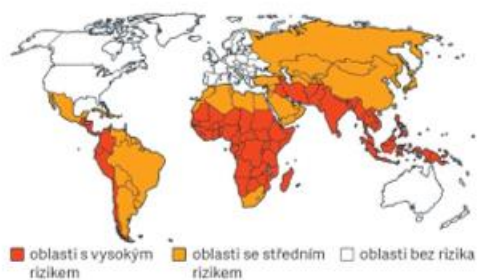 oblasti s vysokým
rizikem
oblasti se středním
rizikem
oblasti bez rizika